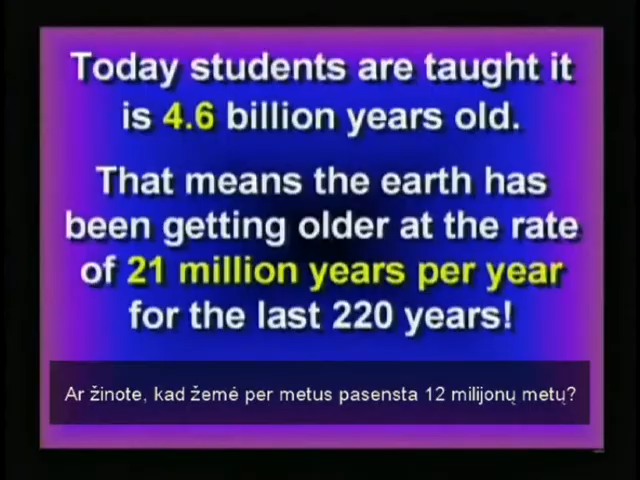 Today students are taught it
is 4.6 billion years old.
That means the earth has
been getting older at the rate
of 21 million years per year
for the last 220 years!
Ar žinote, kad žemė per metus pasensta 12 milijonų metų?